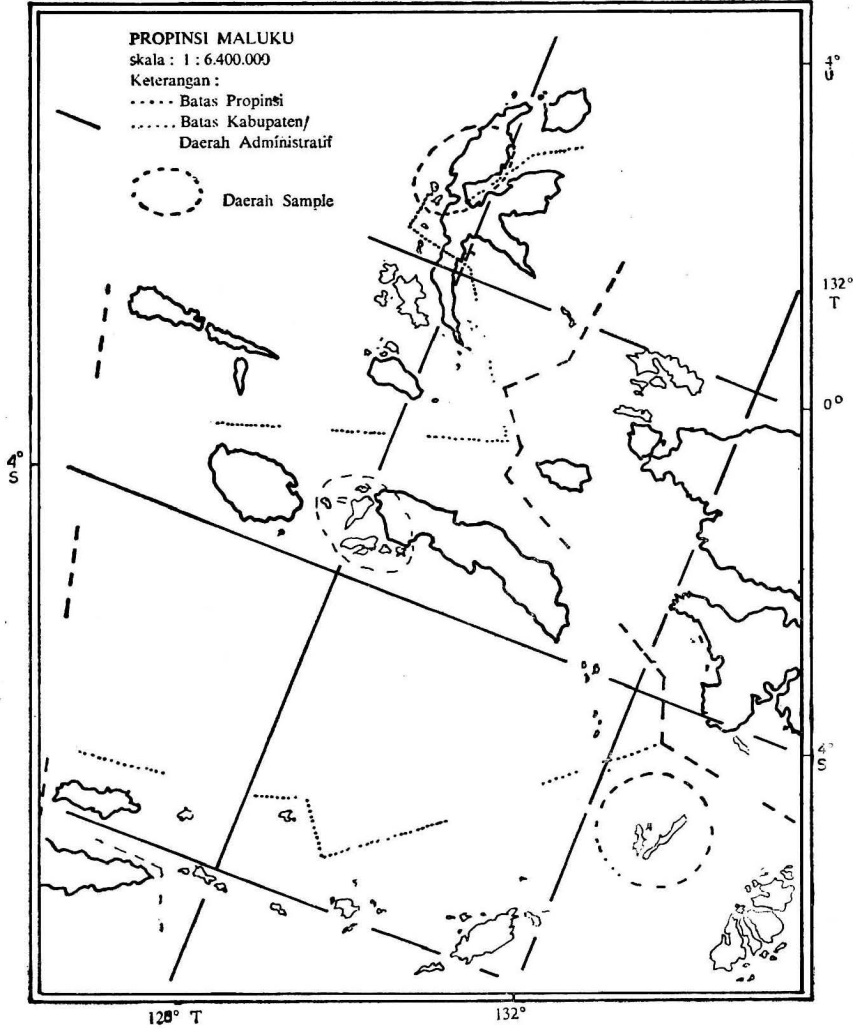 PROPINSI MALUKU
skala : 1 : 6.400.000
Keterangan :
Batas Propinsi
Batas Kabupaten/
Daerah Administratif
Daerah Sample
4°
U
132°
T
0°
4°
S
4°
S
128° T
132°